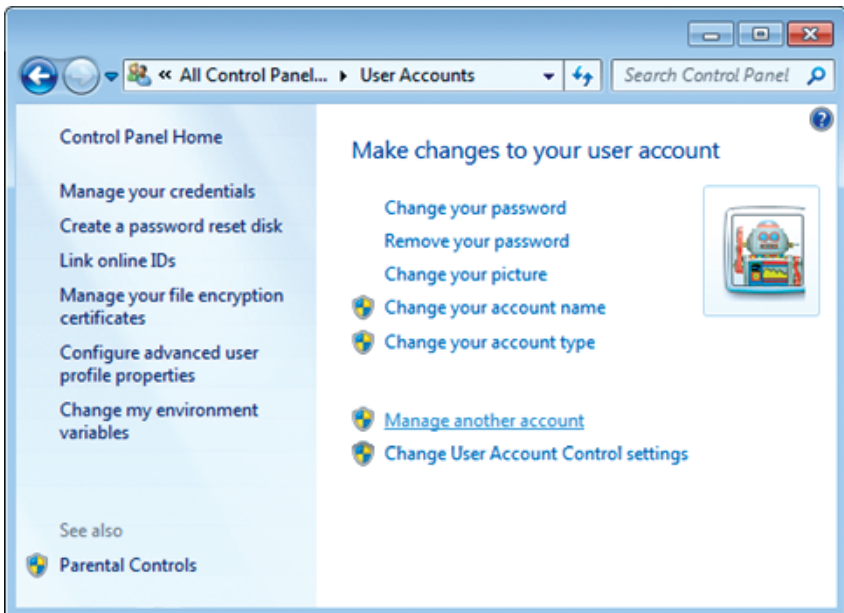 « All Control Panel... ▸ User Accounts
Search Control Panel
?
Control Panel Home
Manage your credentials
Create a password reset disk
Link online IDs
Manage your file encryption
certificates
Configure advanced user
profile properties
Change my environment
variables
See also
Parental Controls
Make changes to your user account
Change your password
Remove your password
Change your picture
Change your account name
Change your account type
Manage another account
Change User Account Control settings